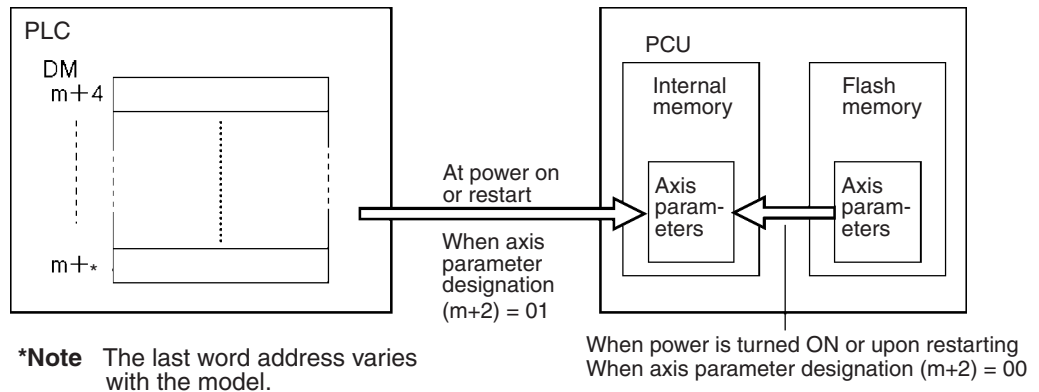 PLC
DM
m+4
m+*
At power on
or restart
When axis
parameter
designation
(m+2) = 01
PCU
Internal
memory
Axis
param-
eters
Flash
memory
Axis
param-
eters
When power is turned ON or upon restarting
When axis parameter designation (m+2) = 00
*Note The last word address varies
with the model.